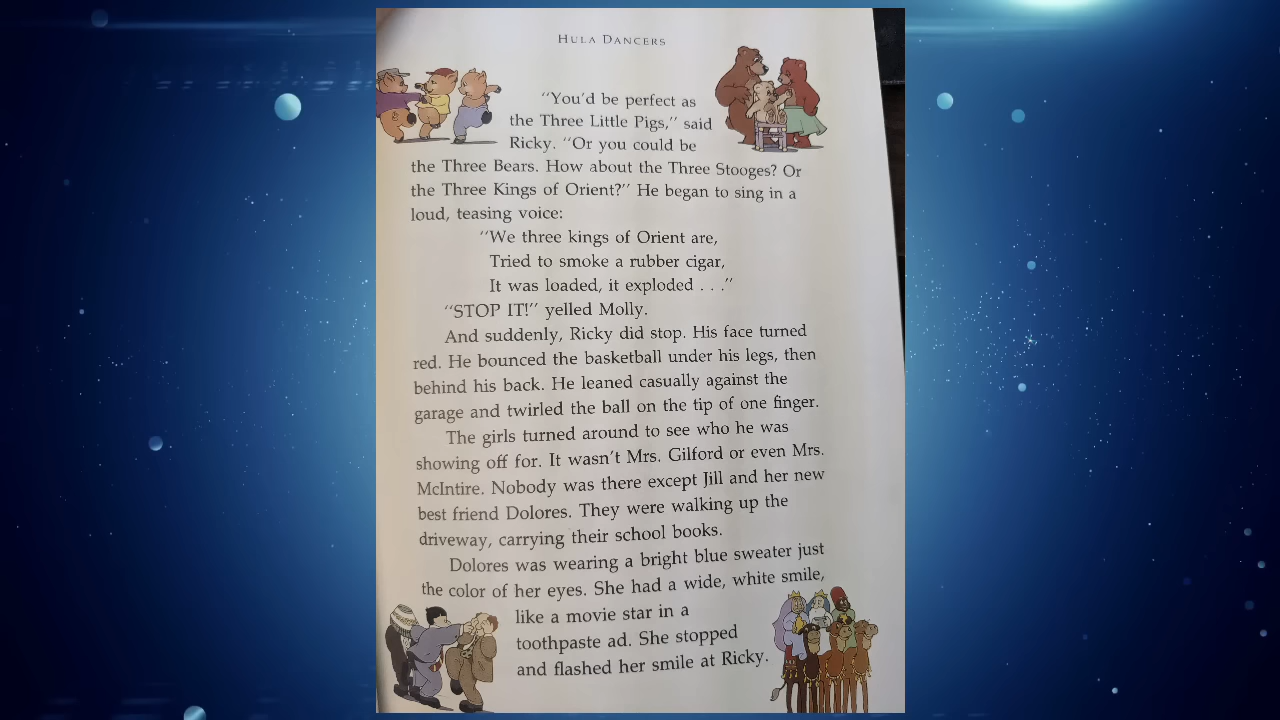 HULA DANCERS
"You'd be perfect as
the Three Little Pigs," said
Ricky. "Or you could be
the Three Bears. How about the Three Stooges? Or
the Three Kings of Orient?" He began to sing in a
loud, teasing voice:
"We three kings of Orient are,
Tried to smoke a rubber cigar,
It was loaded, it exploded . . ."
"STOP IT!" yelled Molly.
And suddenly, Ricky did stop. His face turned
red. He bounced the basketball under his legs, then
behind his back. He leaned casually against the
garage and twirled the ball on the tip of one finger.
The girls turned around to see who he was
showing off for. It wasn't Mrs. Gilford or even Mrs.
McIntire. Nobody was there except Jill and her new
best friend Dolores. They were walking up the
driveway, carrying their school books.
Dolores was wearing a bright blue sweater just
the color of her eyes. She had a wide, white smile,
like a movie star in a
toothpaste ad. She stopped
and flashed her smile at Ricky.